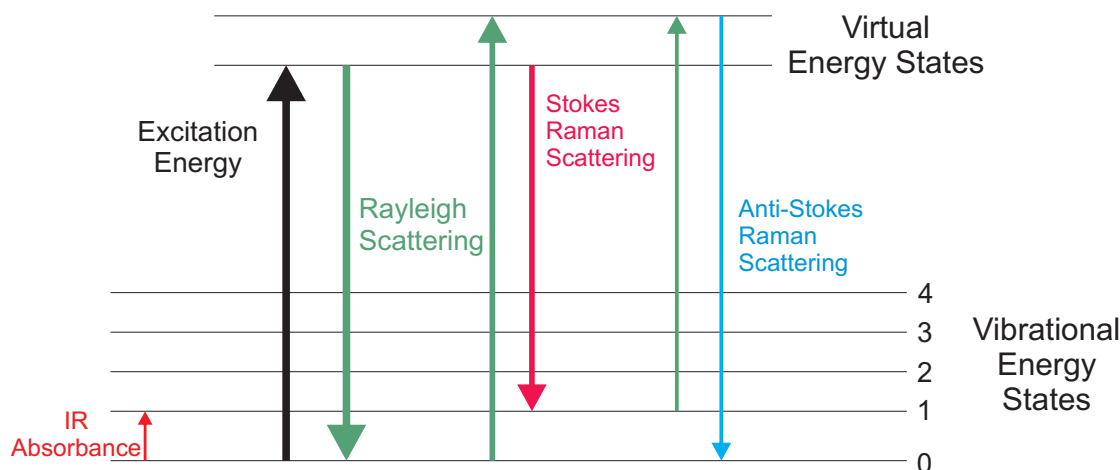 Virtual
Energy States
Excitation
Energy
Stokes
Raman
Scattering
Rayleigh
Scattering
Anti-Stokes
Raman
Scattering
4
3
2
1
0
Vibrational
Energy
States
IR
Absorbance